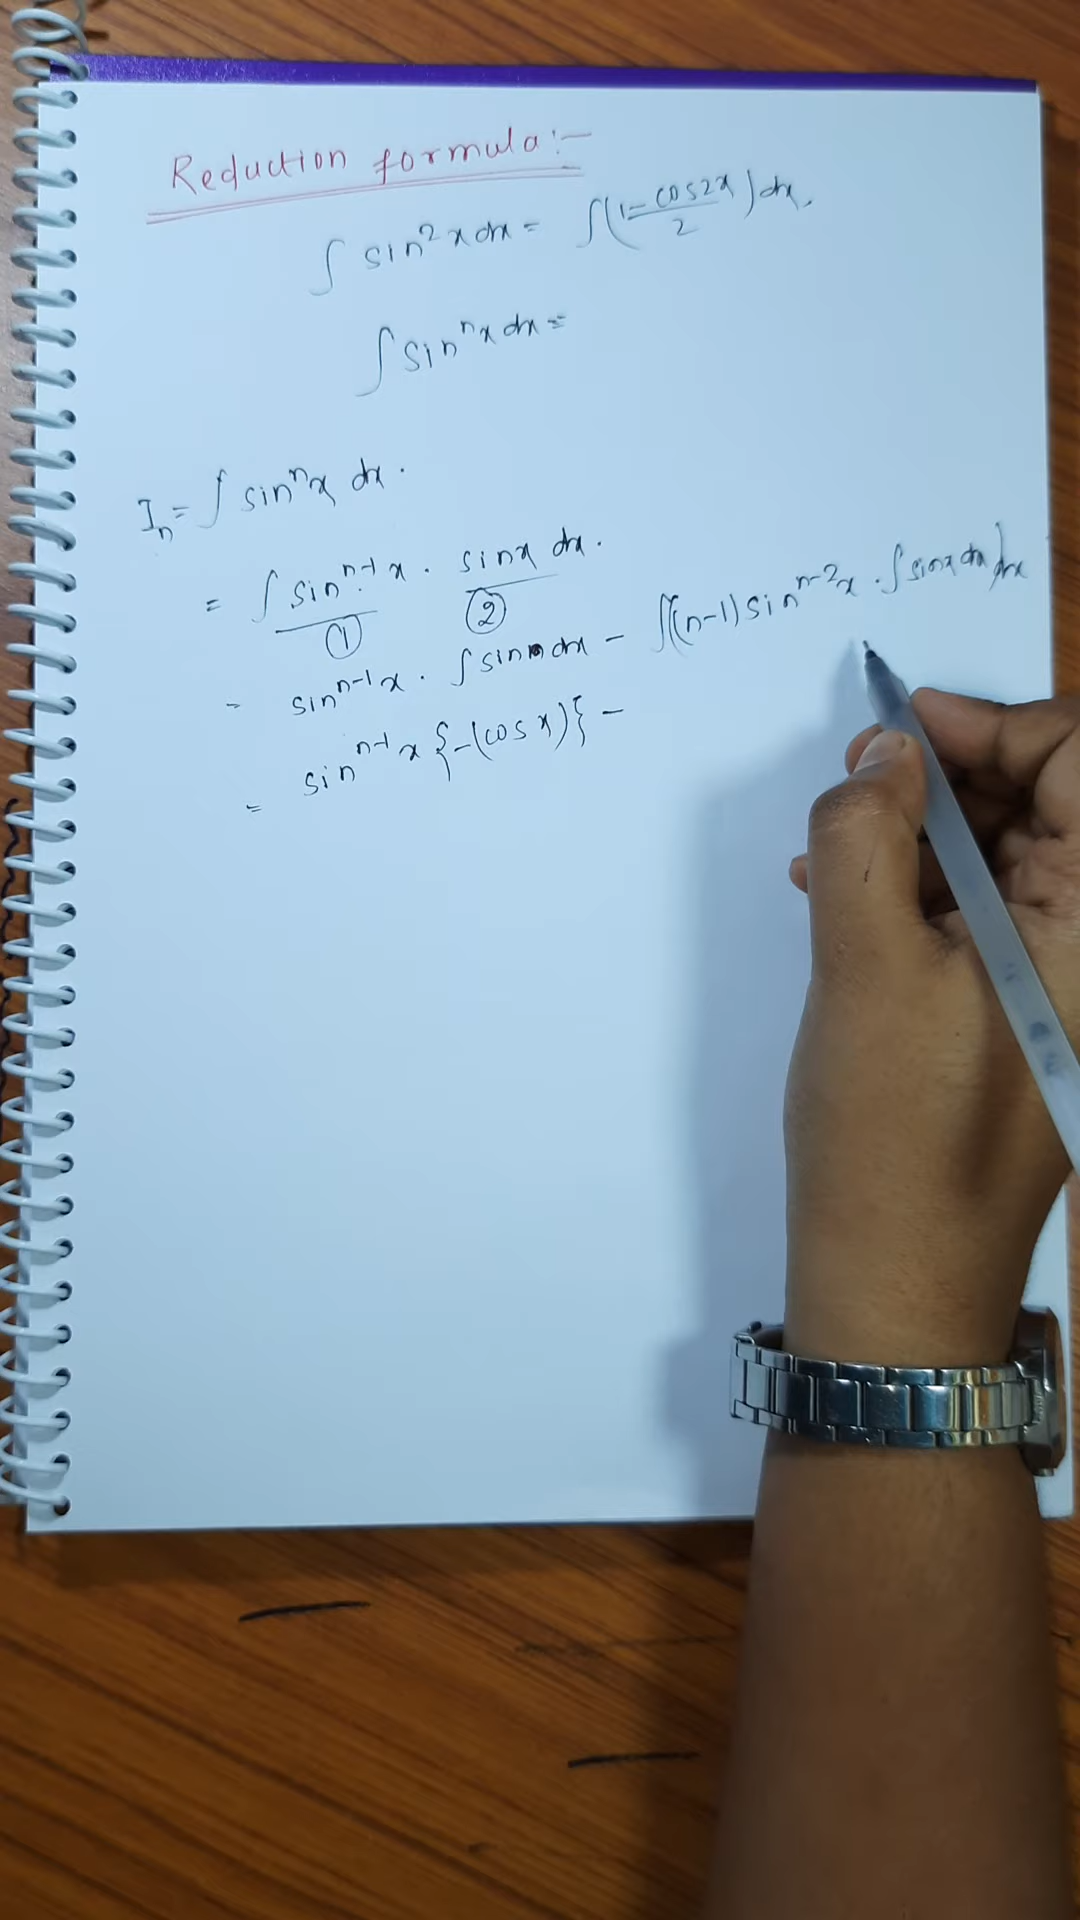 Reduction formula:-
∫ sin²x dx = ∫(1-cos2x/2)dx.
∫ sinⁿx dx =
Iₙ = ∫ sinⁿx dx.
= ∫ sinⁿ⁻¹x . sinx dx.
① ②
= sinⁿ⁻¹x . ∫ sinx dx - ∫((n-1) sinⁿ⁻²x . ∫ sinx dx)dx
= sinⁿ⁻¹x {-(cos x)} -